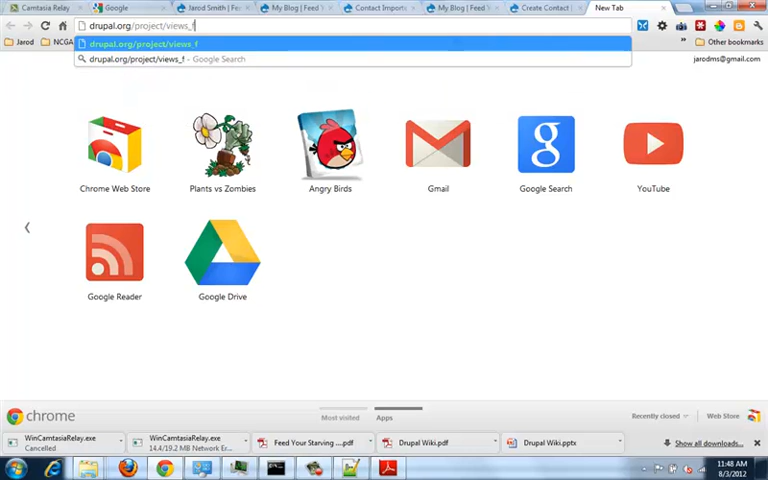 Camtasia Relay
Google
Jarod Smith | Fe
My Blog | Feed Y
Contact Import
My Blog | Feed Y
Create Contact |
New Tab
drupal.org/project/views_f
Jarod
NCGA
Other bookmarks
drupal.org/project/views_f
drupal.org/project/views_f - Google Search
jarodms@gmail.com
Chrome Web Store
Plants vs Zombies
Angry Birds
Gmail
Google Search
YouTube
Google Reader
Google Drive
chrome
Most visited
Apps
Recently closed
Web Store
WinCamtasiaRelay.exe
Cancelled
WinCamtasiaRelay.exe
14.4/19.2 MB, Network Er...
Feed Your Starving ....pdf
Drupal Wiki.pdf
Drupal Wiki.pptx
Show all downloads...
11:48 AM
8/3/2012